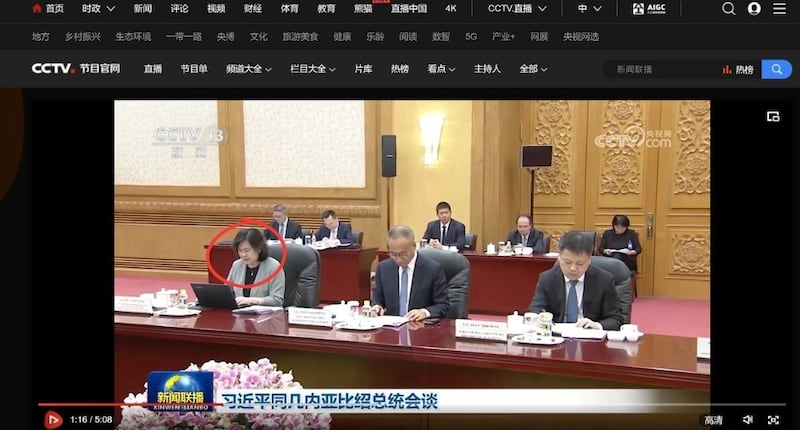 首页 时政 新闻 评论 视频 财经 体育 教育 熊猫 直播中国 4K CCTV.直播 中 AIGC
地方 乡村振兴 生态环境 一带一路 央博 文化 旅游美食 健康 乐龄 阅读 数智 5G 产业+ 网展 央视网选
CCTV.节目官网 直播 节目单 频道大全 栏目大全 片库 热榜 看点 主持人 全部 新闻联播 热榜
CCTV 13
新闻
央视网
CCTV.com
新闻联播
XINWEN LIANBO
习近平同几内亚比绍总统会谈
1:16 / 5:08 高清